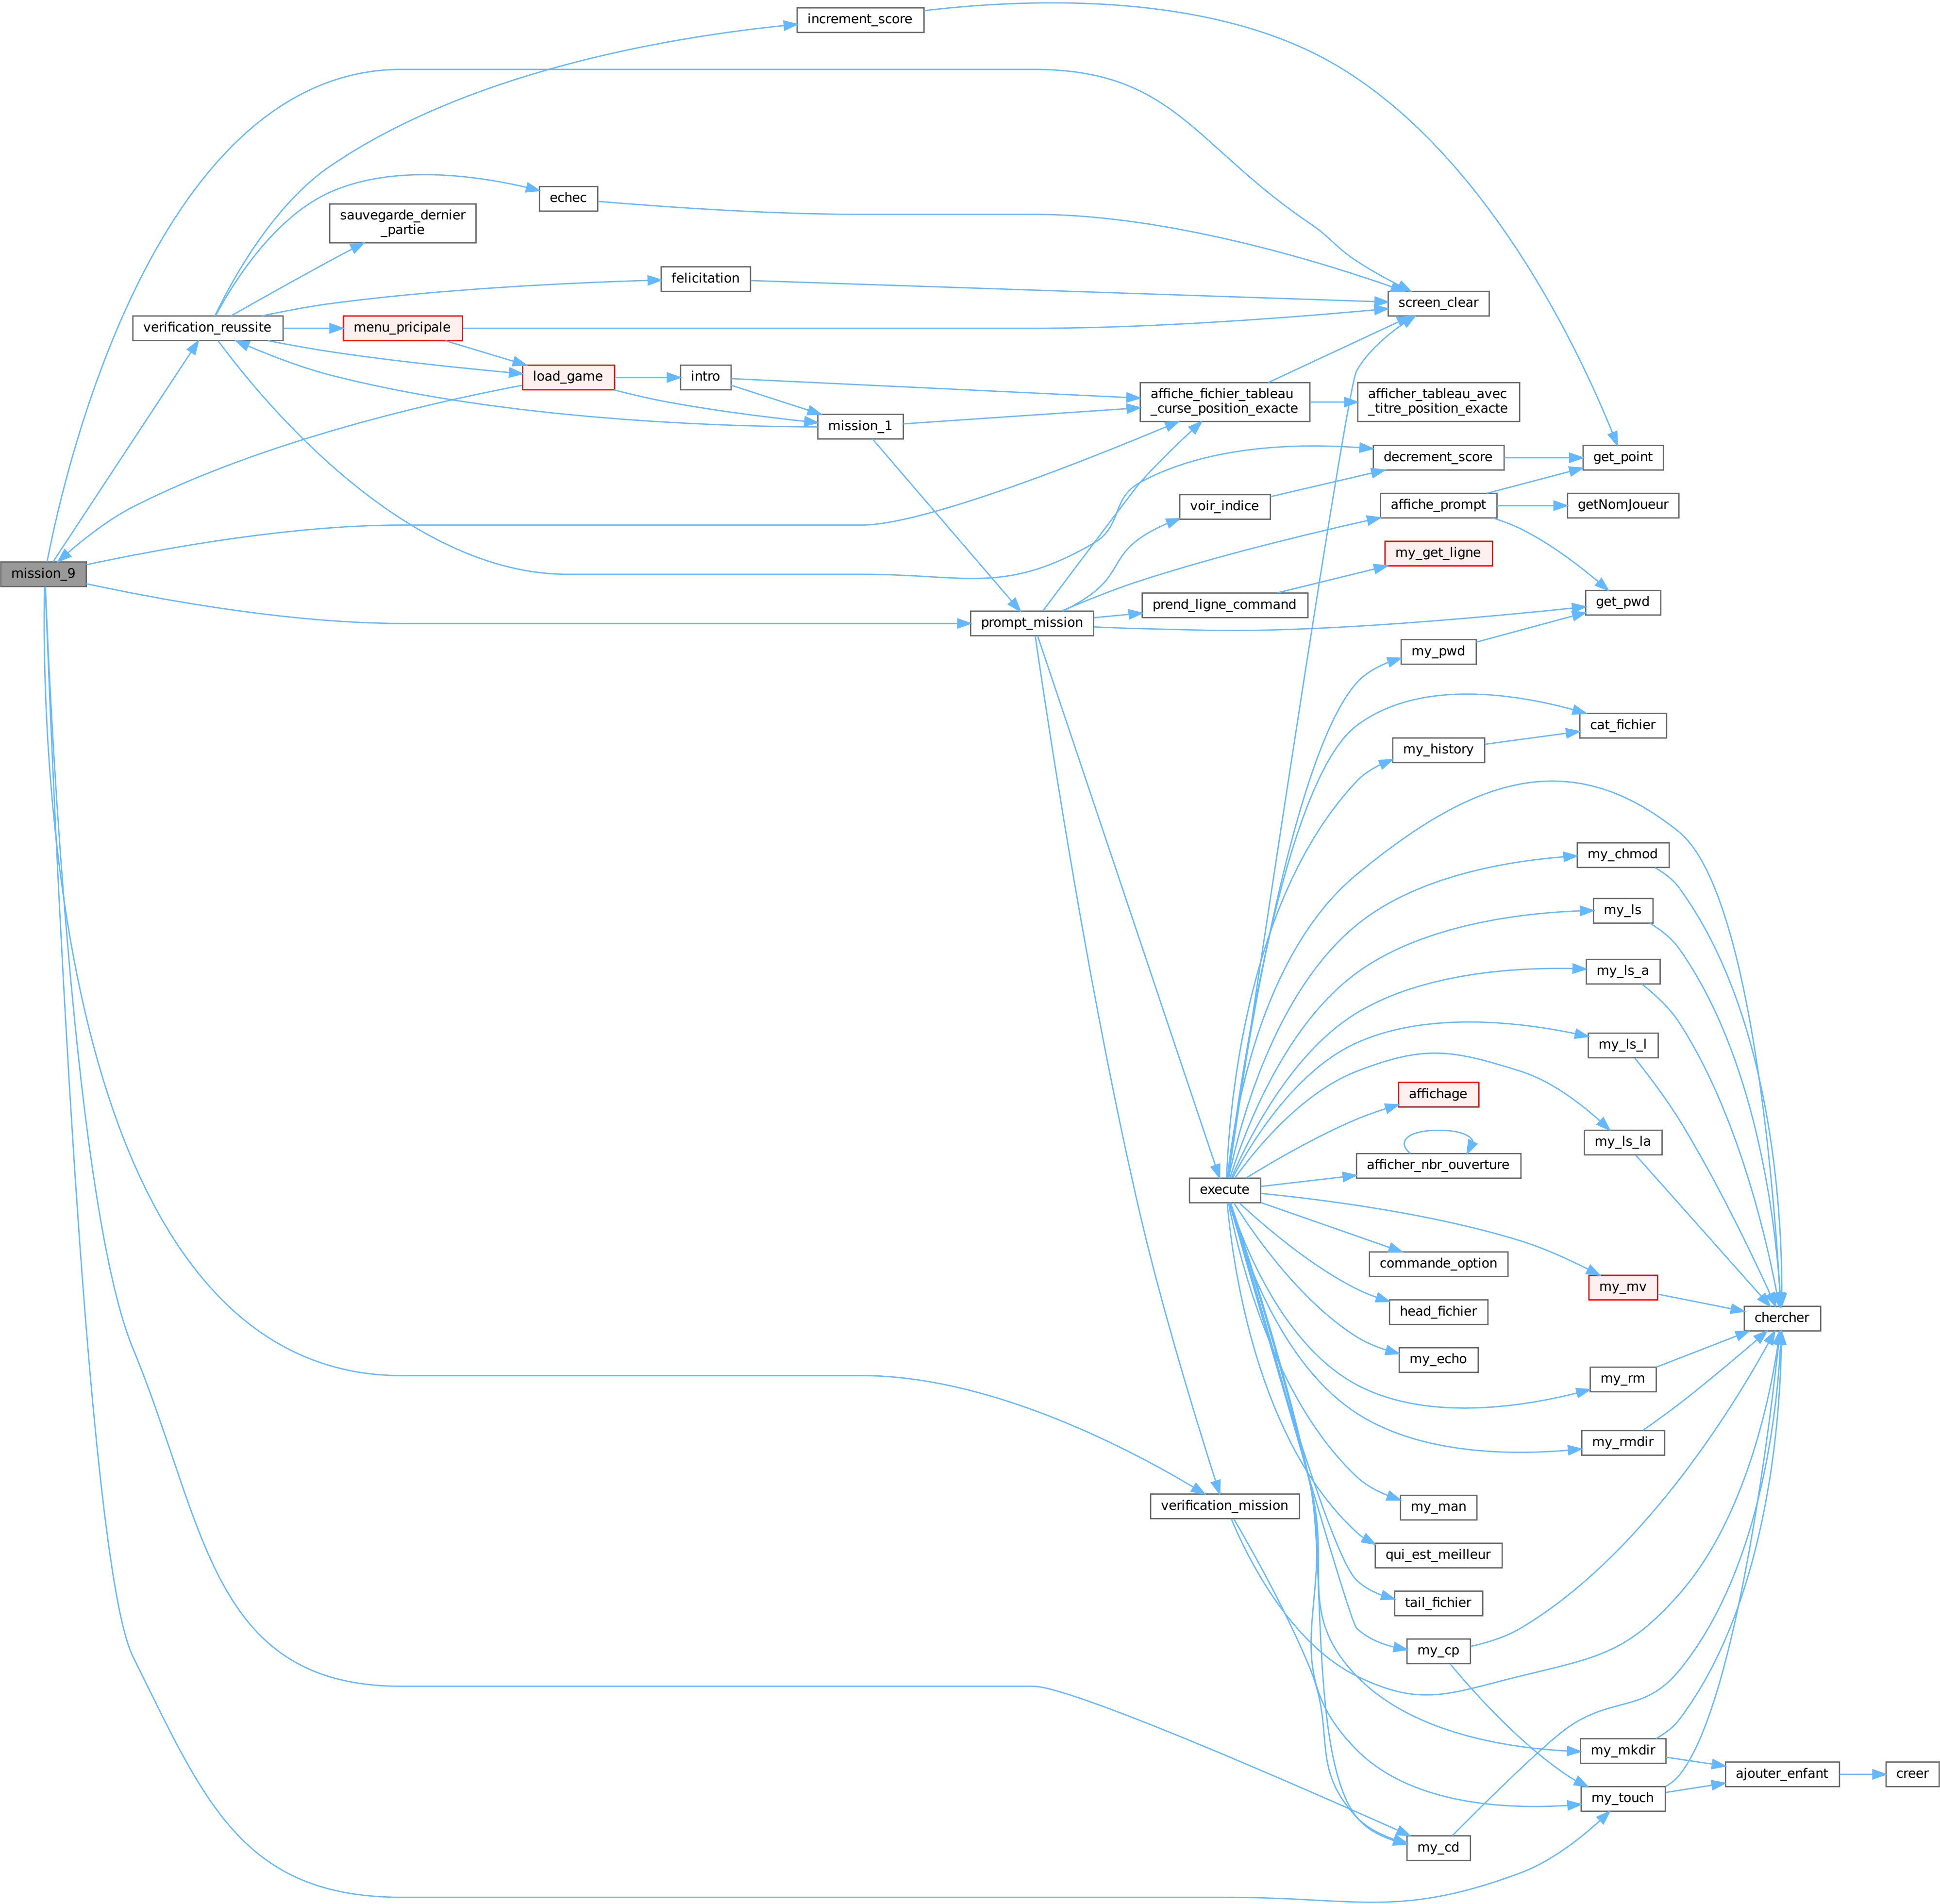 increment_score
echec
sauvegarde_dernier
_partie
felicitation
screen_clear
verification_reussite
menu_pricipale
load_game
intro
affiche_fichier_tableau
_curse_position_exacte
afficher_tableau_avec
_titre_position_exacte
mission_1
decrement_score
get_point
voir_indice
affiche_prompt
getNomJoueur
my_get_ligne
mission_9
prend_ligne_command
get_pwd
prompt_mission
my_pwd
cat_fichier
my_history
my_chmod
my_ls
my_ls_a
my_ls_l
affichage
my_ls_la
afficher_nbr_ouverture
execute
commande_option
my_mv
head_fichier
chercher
my_echo
my_rm
my_rmdir
verification_mission
my_man
qui_est_meilleur
tail_fichier
my_cp
my_mkdir
ajouter_enfant
creer
my_touch
my_cd